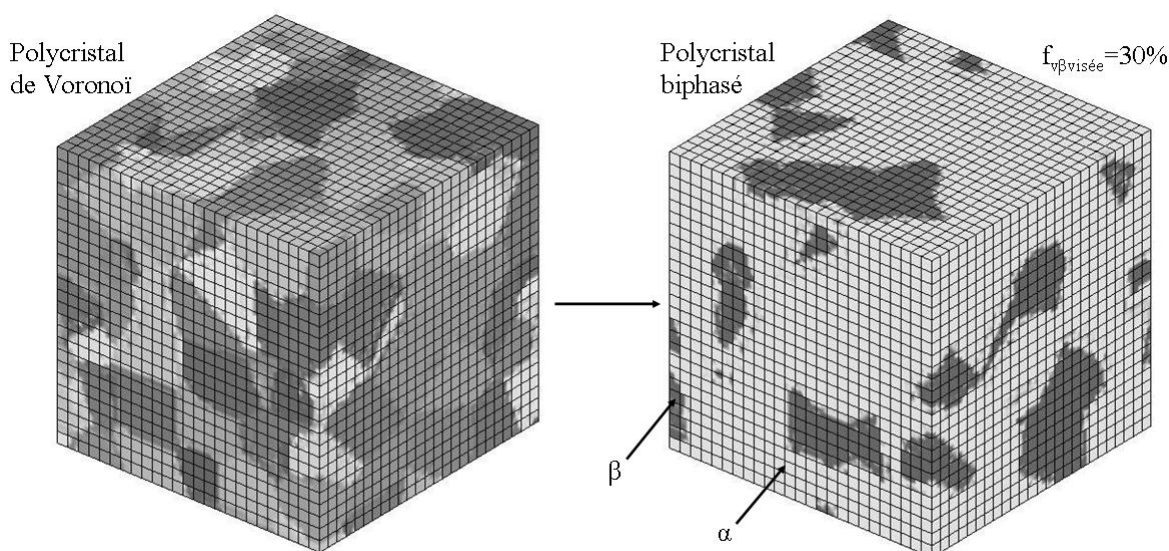 Polycristal
de Voronoï
Polycristal
biphasé
fvβvisée=30%
β
α